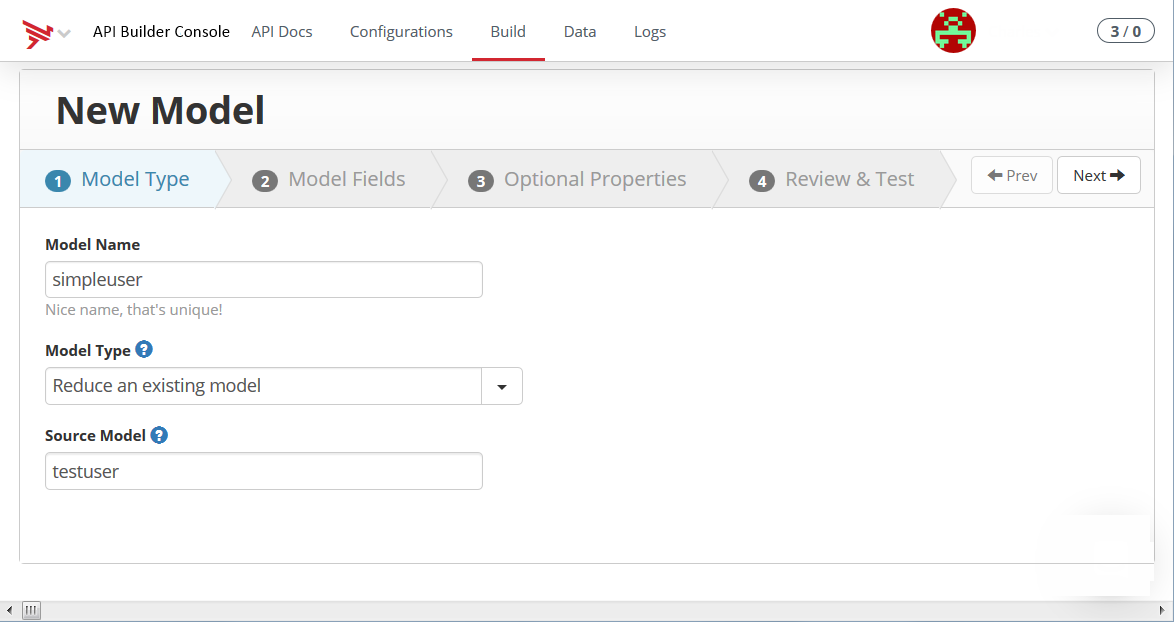 API Builder Console API Docs Configurations Build Data Logs 3 / 0
New Model
1 Model Type 2 Model Fields 3 Optional Properties 4 Review & Test Prev Next
Model Name
simpleuser
Nice name, that's unique!
Model Type ?
Reduce an existing model
Source Model ?
testuser